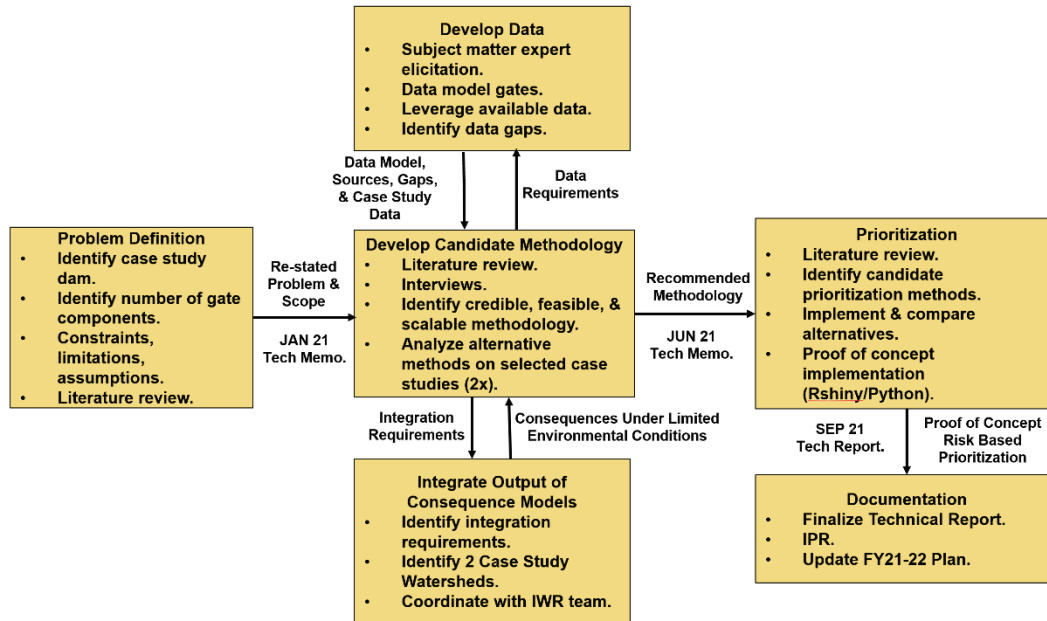 Develop Data
• Subject matter expert
elicitation.
• Data model gates.
• Leverage available data.
• Identify data gaps.
Data Model,
Sources, Gaps,
& Case Study
Data
Data
Requirements
Problem Definition
• Identify case study
dam.
• Identify number of gate
components.
• Constraints,
limitations,
assumptions.
• Literature review.
Re-stated
Problem &
Scope
JAN 21
Tech Memo.
Develop Candidate Methodology
• Literature review.
• Interviews.
• Identify credible, feasible, &
scalable methodology.
• Analyze alternative
methods on selected case
studies (2x).
Recommended
Methodology
JUN 21
Tech Memo.
Prioritization
• Literature review.
• Identify candidate
prioritization methods.
• Implement & compare
alternatives.
• Proof of concept
implementation
(Rshiny/Python).
Integration
Requirements
Consequences Under Limited
Environmental Conditions
SEP 21
Tech Report.
Proof of Concept
Risk Based
Prioritization
Integrate Output of
Consequence Models
• Identify integration
requirements.
• Identify 2 Case Study
Watersheds.
• Coordinate with IWR team.
Documentation
• Finalize Technical Report.
• IPR.
• Update FY21-22 Plan.